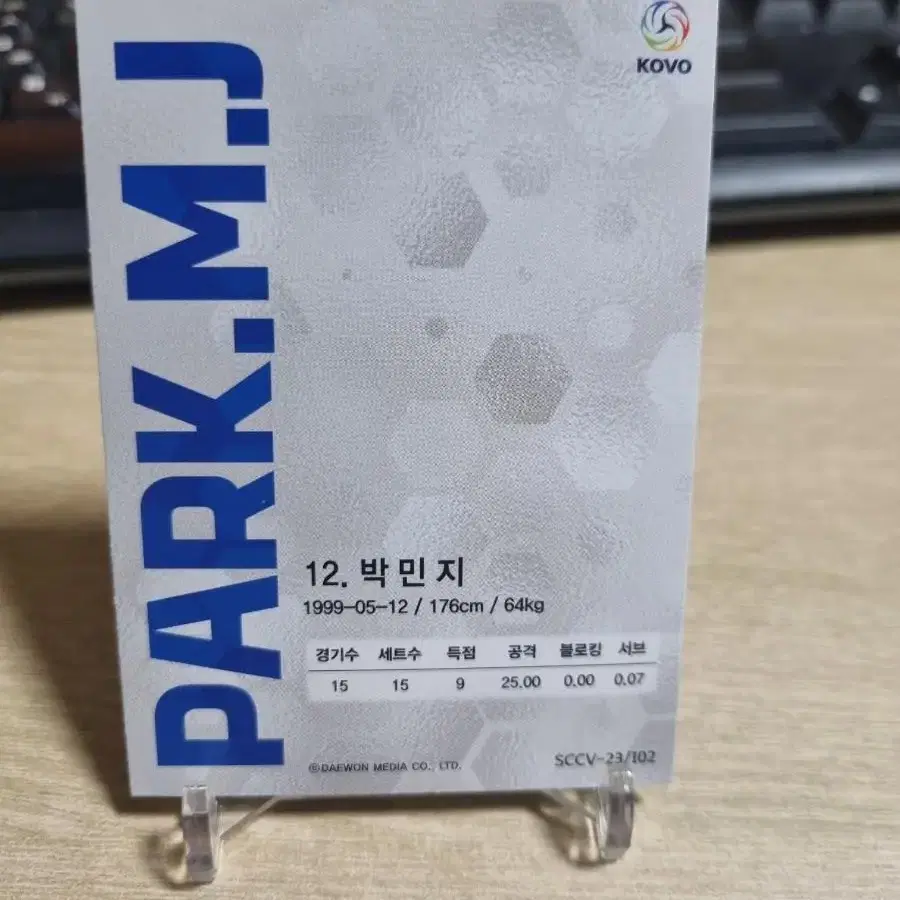 KOVO
PARK.M.J
12. 박민지
1999-05-12 / 176cm / 64kg
경기수 세트수 득점 공격 블로킹 서브
15 15 9 25.00 0.00 0.07
©DAEWON MEDIA CO., LTD.
SCCV-23/I02